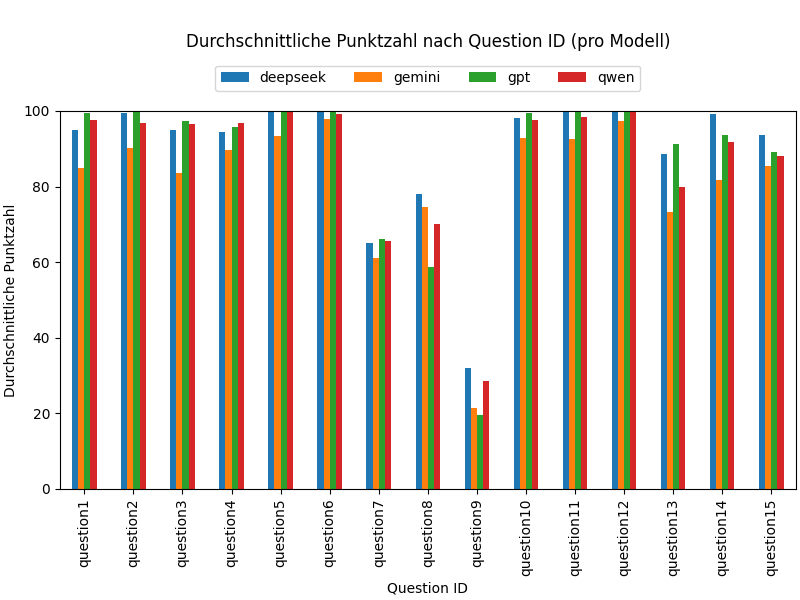 Durchschnittliche Punktzahl nach Question ID (pro Modell)
deepseek gemini gpt qwen
Durchschnittliche Punktzahl
100
80
60
40
20
0
question1 question2 question3 question4 question5 question6 question7 question8 question9 question10 question11 question12 question13 question14 question15
Question ID